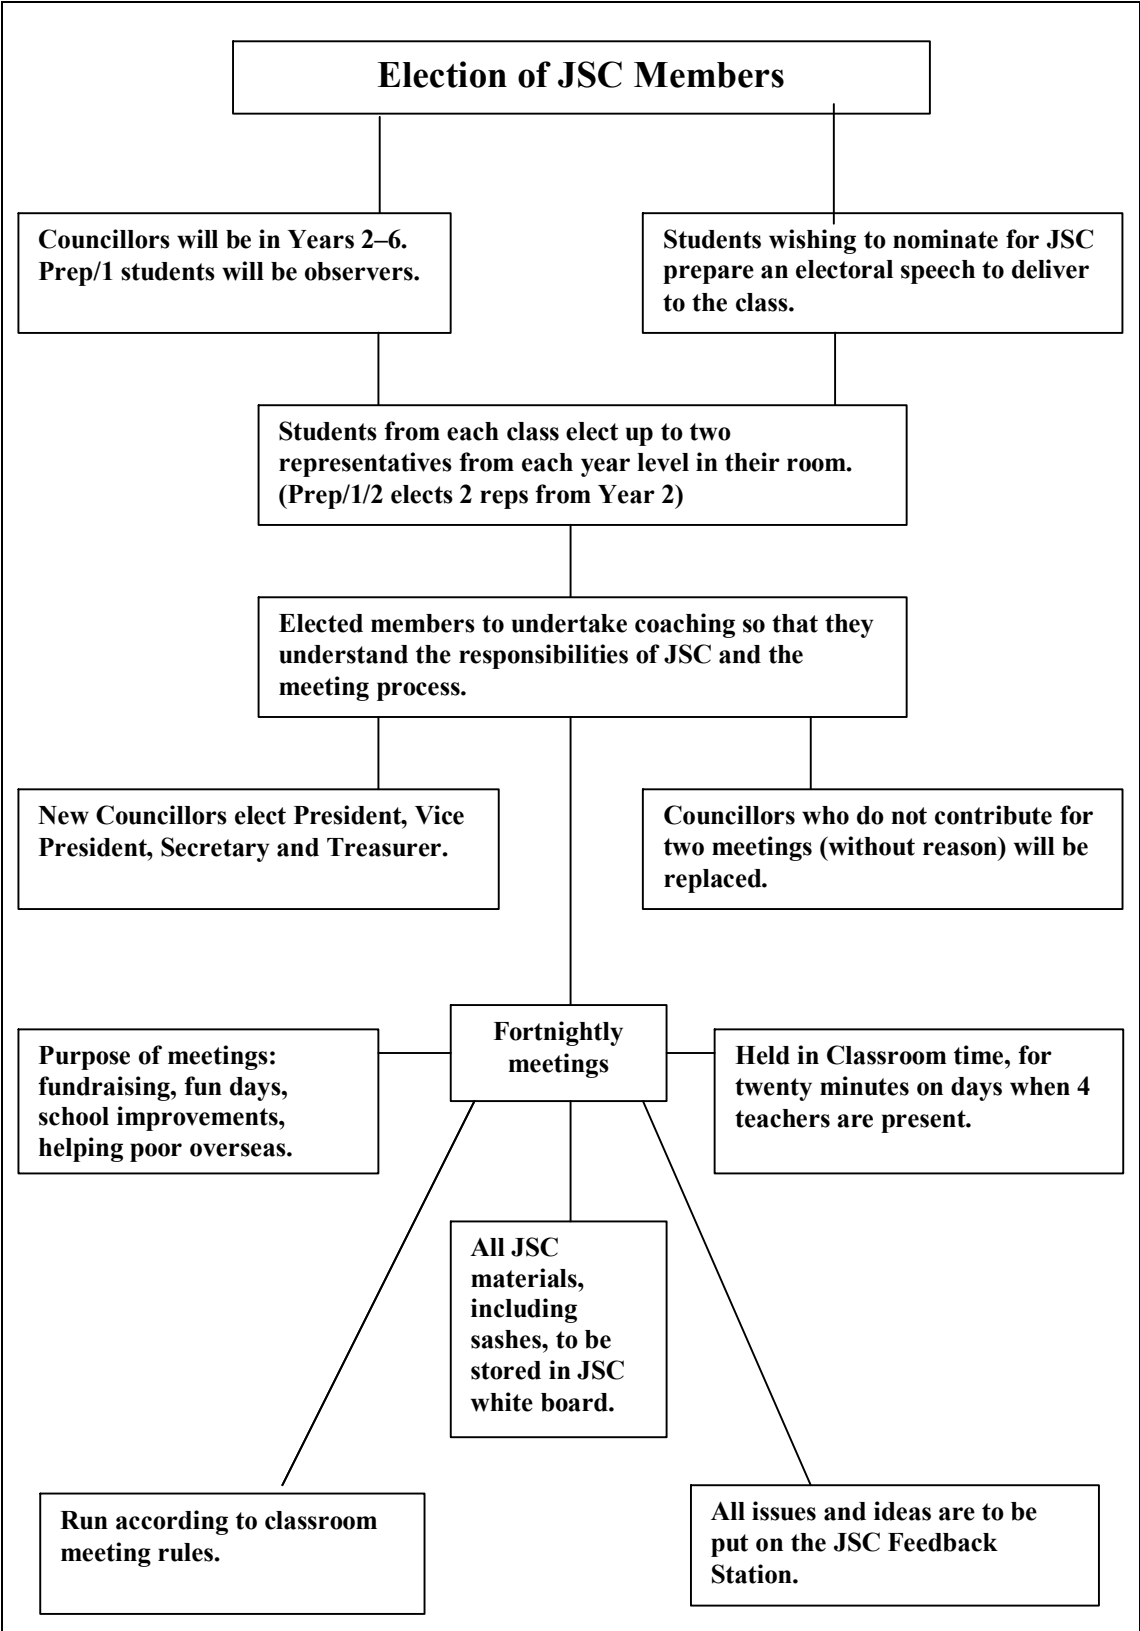 Election of JSC Members
Councillors will be in Years 2–6.
Prep/1 students will be observers.
Students wishing to nominate for JSC
prepare an electoral speech to deliver
to the class.
Students from each class elect up to two
representatives from each year level in their room.
(Prep/1/2 elects 2 reps from Year 2)
Elected members to undertake coaching so that they
understand the responsibilities of JSC and the
meeting process.
New Councillors elect President, Vice
President, Secretary and Treasurer.
Councillors who do not contribute for
two meetings (without reason) will be
replaced.
Fortnightly
meetings
Purpose of meetings:
fundraising, fun days,
school improvements,
helping poor overseas.
Held in Classroom time, for
twenty minutes on days when 4
teachers are present.
All JSC
materials,
including
sashes, to be
stored in JSC
white board.
Run according to classroom
meeting rules.
All issues and ideas are to be
put on the JSC Feedback
Station.